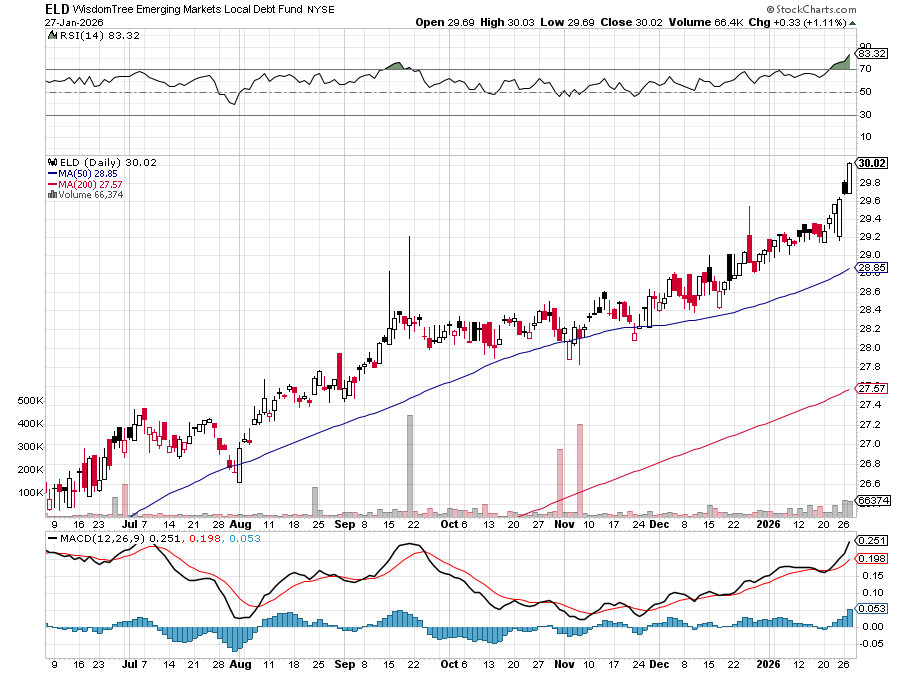 ELD WisdomTree Emerging Markets Local Debt Fund NYSE
© StockCharts.com
27-Jan-2026
Open 29.69 High 30.03 Low 29.69 Close 30.02 Volume 66.4K Chg +0.33 (+1.11%)
RSI(14) 83.32
90
83.32
70
50
30
10
ELD (Daily) 30.02
MA(50) 28.85
MA(200) 27.57
Volume 66,374
30.02
29.8
29.6
29.4
29.2
29.0
28.85
28.6
28.4
28.2
28.0
27.8
27.57
27.4
27.2
27.0
26.8
26.6
66374
500K
400K
300K
200K
100K
9 16 23 Jul 7 14 21 28 Aug 11 18 25 Sep 8 15 22 Oct 6 13 20 27 Nov 10 17 24 Dec 8 15 22 2026 12 20 26
MACD(12,26,9) 0.251, 0.198, 0.053
0.251
0.198
0.15
0.10
0.053
0.00
-0.05
9 16 23 Jul 7 14 21 28 Aug 11 18 25 Sep 8 15 22 Oct 6 13 20 27 Nov 10 17 24 Dec 8 15 22 2026 12 20 26